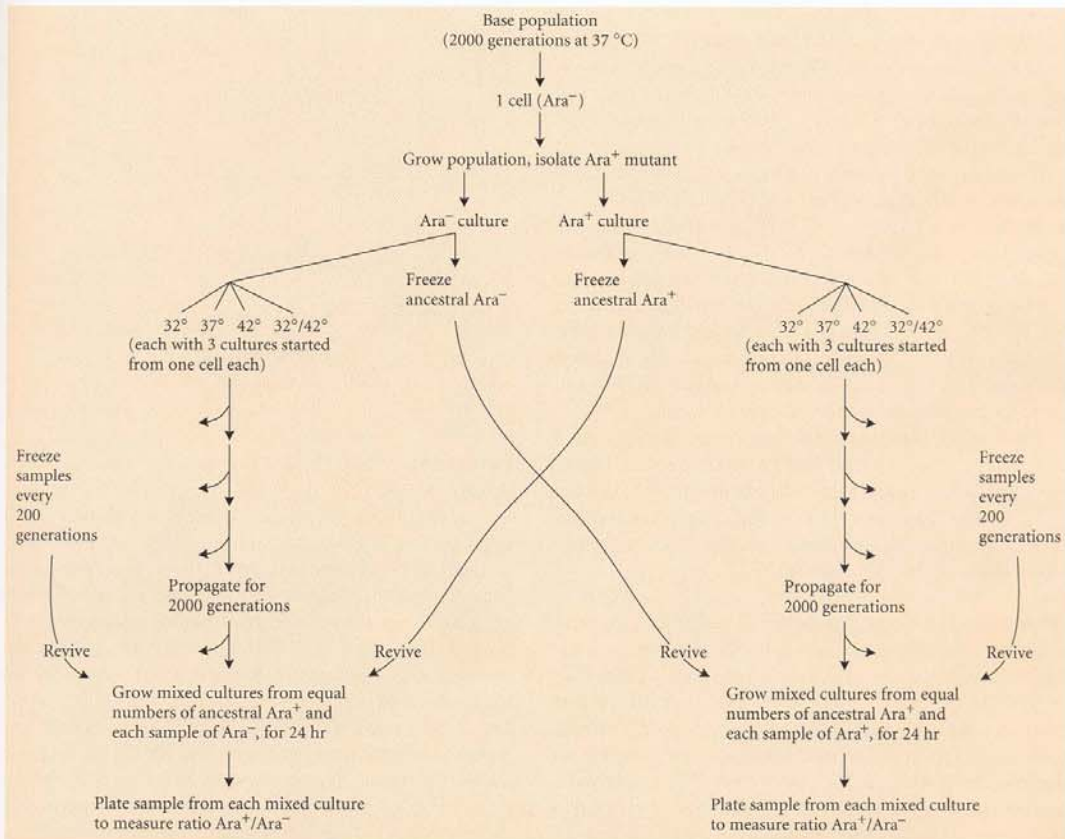 Base population
(2000 generations at 37 °C)
1 cell (Ara⁻)
Grow population, isolate Ara⁺ mutant
Ara⁻ culture
Ara⁺ culture
Freeze
ancestral Ara⁻
Freeze
ancestral Ara⁺
32° 37° 42° 32°/42°
(each with 3 cultures started
from one cell each)
32° 37° 42° 32°/42°
(each with 3 cultures started
from one cell each)
Freeze
samples
every
200
generations
Freeze
samples
every
200
generations
Propagate for
2000 generations
Propagate for
2000 generations
Revive
Revive
Revive
Revive
Grow mixed cultures from equal
numbers of ancestral Ara⁺ and
each sample of Ara⁻, for 24 hr
Grow mixed cultures from equal
numbers of ancestral Ara⁺ and
each sample of Ara⁺, for 24 hr
Plate sample from each mixed culture
to measure ratio Ara⁺/Ara⁻
Plate sample from each mixed culture
to measure ratio Ara⁺/Ara⁻